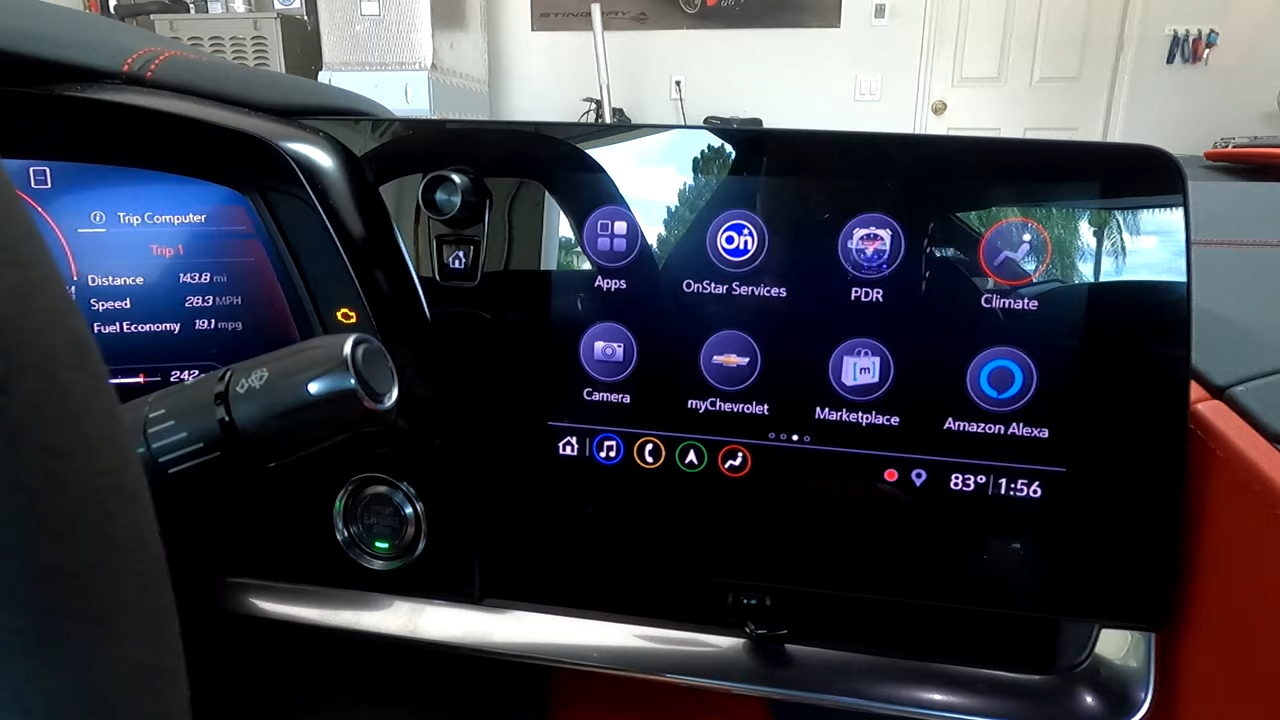 STINGRAY
Trip Computer
Trip 1
Distance 143.8 mi
Speed 28.3 MPH
Fuel Economy 19.1 mpg
242
Apps
On
OnStar Services
PDR
Climate
Camera
myChevrolet
[m]
Marketplace
Amazon Alexa
83° 1:56